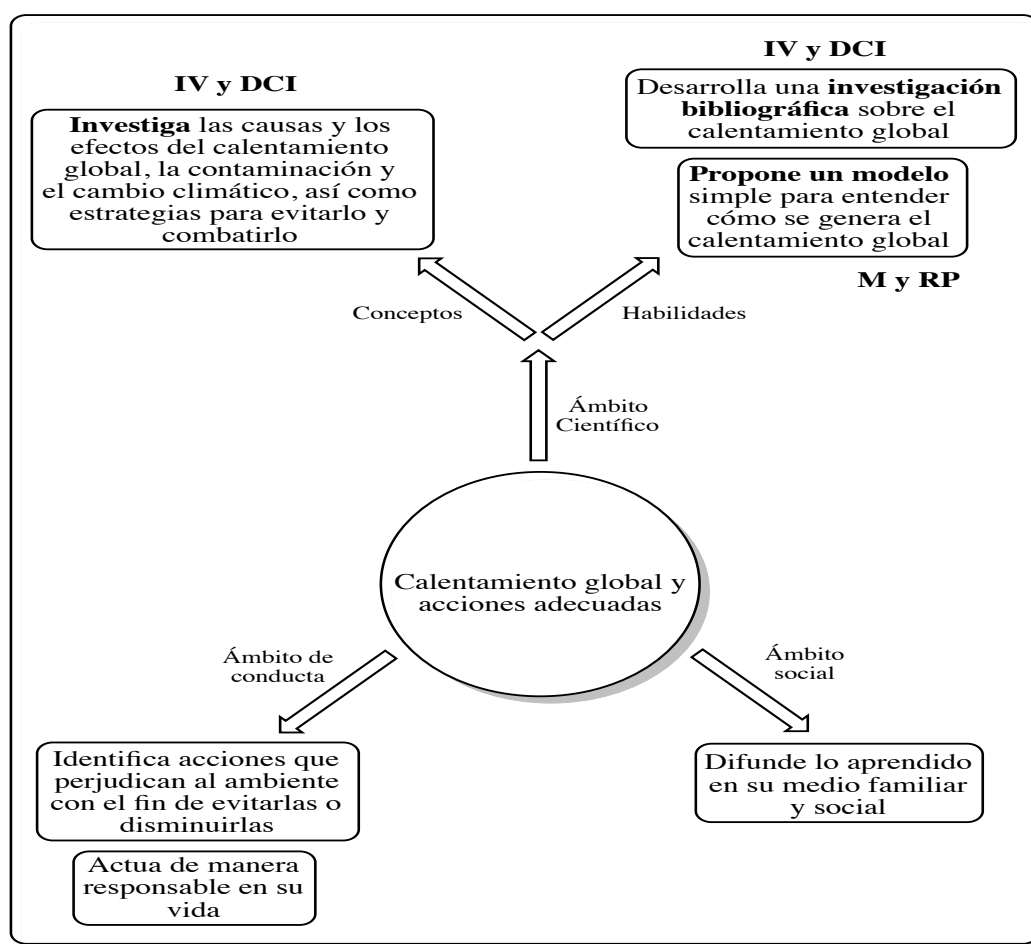 IV y DCI
Investiga las causas y los
efectos del calentamiento
global, la contaminación y
el cambio climático, así como
estrategias para evitarlo y
combatirlo
IV y DCI
Desarrolla una investigación
bibliográfica sobre el
calentamiento global
Propone un modelo
simple para entender
cómo se genera el
calentamiento global
M y RP
Conceptos
Habilidades
Ámbito
Científico
Calentamiento global y
acciones adecuadas
Ámbito de
conducta
Ámbito
social
Identifica acciones que
perjudican al ambiente
con el fin de evitarlas o
disminuirlas
Actua de manera
responsable en su
vida
Difunde lo aprendido
en su medio familiar
y social